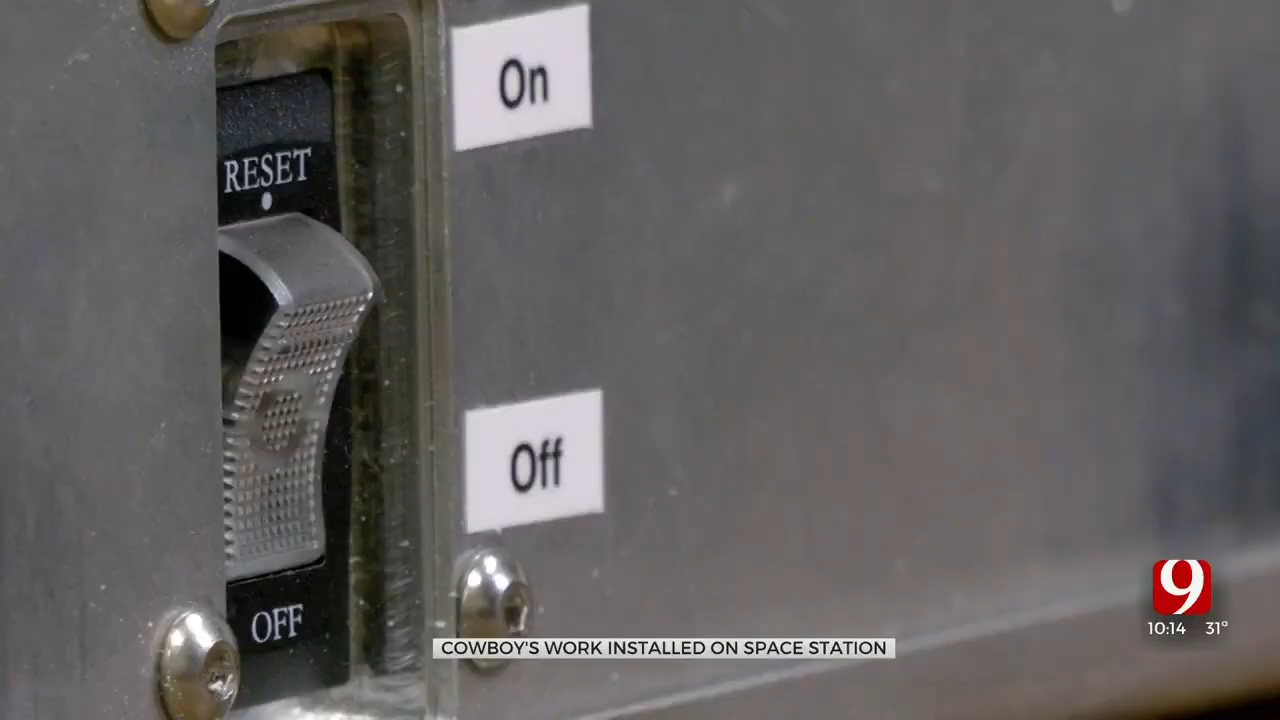 On
RESET
Off
OFF
COWBOY'S WORK INSTALLED ON SPACE STATION
9
10:14 31°